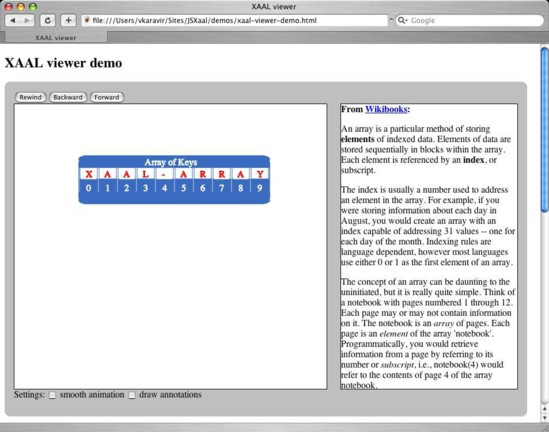 XAAL viewer
file:///Users/vkaravir/Sites/JSXaal/demos/xaal-viewer-demo.html
Google
XAAL viewer
XAAL viewer demo
Rewind Backward Forward
Array of Keys
X A A L - A R R A Y
0 1 2 3 4 5 6 7 8 9
From Wikibooks:
An array is a particular method of storing
elements of indexed data. Elements of data are
stored sequentially in blocks within the array.
Each element is referenced by an index, or
subscript.
The index is usually a number used to address
an element in the array. For example, if you
were storing information about each day in
August, you would create an array with an
index capable of addressing 31 values -- one for
each day of the month. Indexing rules are
language dependent, however most languages
use either 0 or 1 as the first element of an array.
The concept of an array can be daunting to the
uninitiated, but it is really quite simple. Think of
a notebook with pages numbered 1 through 12.
Each page may or may not contain information
on it. The notebook is an array of pages. Each
page is an element of the array 'notebook'.
Programmatically, you would retrieve
information from a page by referring to its
number or subscript, i.e., notebook(4) would
refer to the contents of page 4 of the array
notebook.
Settings: smooth animation draw annotations